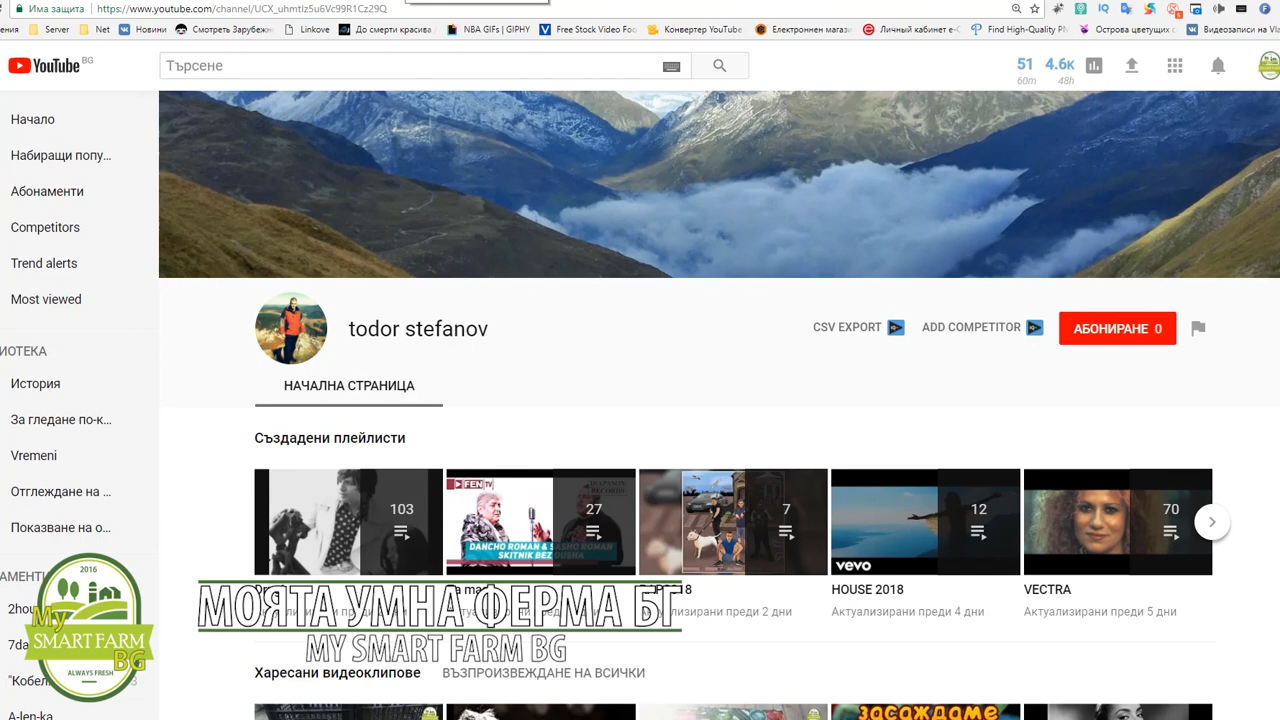 Има защита
https://www.youtube.com/channel/UCX_uhmtlz5u6Vc99R1Cz29Q
Server
Net
Новини
Смотреть Зарубежн
Linkove
До смерти красива
NBA GIFs | GIPHY
Free Stock Video Foo
Конвертер YouTube
Електроннен магази
Личный кабинет e-C
Find High-Quality PN
Острова цветущих с
Видеозаписи на Vla
YouTube BG
Търсене
51
60m
4.6K
48h
Начало
Набиращи попу...
Абонаменти
Competitors
Trend alerts
Most viewed
ИОТЕКА
История
За гледане по-к...
Vremeni
Отглеждане на ...
Показване на о...
2hou
7da
"Кобел
A-len-ka
todor stefanov
CSV EXPORT
ADD COMPETITOR
АБОНИРАНЕ 0
НАЧАЛНА СТРАНИЦА
Създадени плейлисти
103
27
7
12
70
FEN TV
DANCHO ROMAN & SASHO ROMAN
SKITNIK BEZ DUSHA
vevo
HOUSE 2018
VECTRA
Актуализирани преди 4 дни
Актуализирани преди 5 дни
2016
My
SMART FARM
BG
ALWAYS FRESH
МОЯТА УМНА ФЕРМА БГ
MY SMART FARM BG
Харесани видеоклипове
ВЪЗПРОИЗВЕЖДАНЕ НА ВСИЧКИ
засаждаме